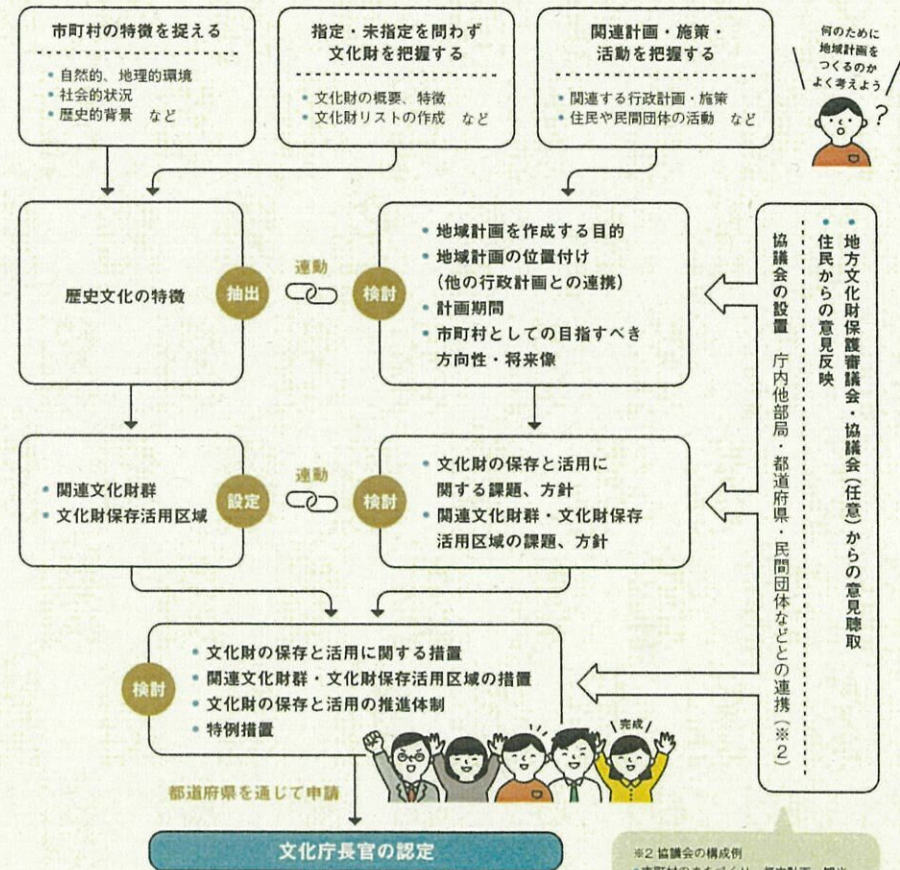 市町村の特徴を捉える
• 自然的、地理的環境
• 社会的状況
• 歴史的背景 など
指定・未指定を問わず
文化財を把握する
• 文化財の概要、特徴
• 文化財リストの作成 など
関連計画・施策・
活動を把握する
• 関連する行政計画・施策
• 住民や民間団体の活動 など
何のために
地域計画を
つくるのか
よく考えよう
?
歴史文化の特徴
抽出
連動
検討
• 地域計画を作成する目的
• 地域計画の位置付け
(他の行政計画との連携)
• 計画期間
• 市町村としての目指すべき
方向性・将来像
• 関連文化財群
• 文化財保存活用区域
設定
連動
検討
• 文化財の保存と活用に
関する課題、方針
• 関連文化財群・文化財保存
活用区域の課題、方針
• 地方文化財保護審議会・協議会(任意)からの意見聴取
• 住民からの意見反映
協議会の設置 庁内他部局・都道府県・民間団体などとの連携(※2)
検討
• 文化財の保存と活用に関する措置
• 関連文化財群・文化財保存活用区域の措置
• 文化財の保存と活用の推進体制
• 特例措置
完成
都道府県を通じて申請
文化庁長官の認定
※2 協議会の構成例